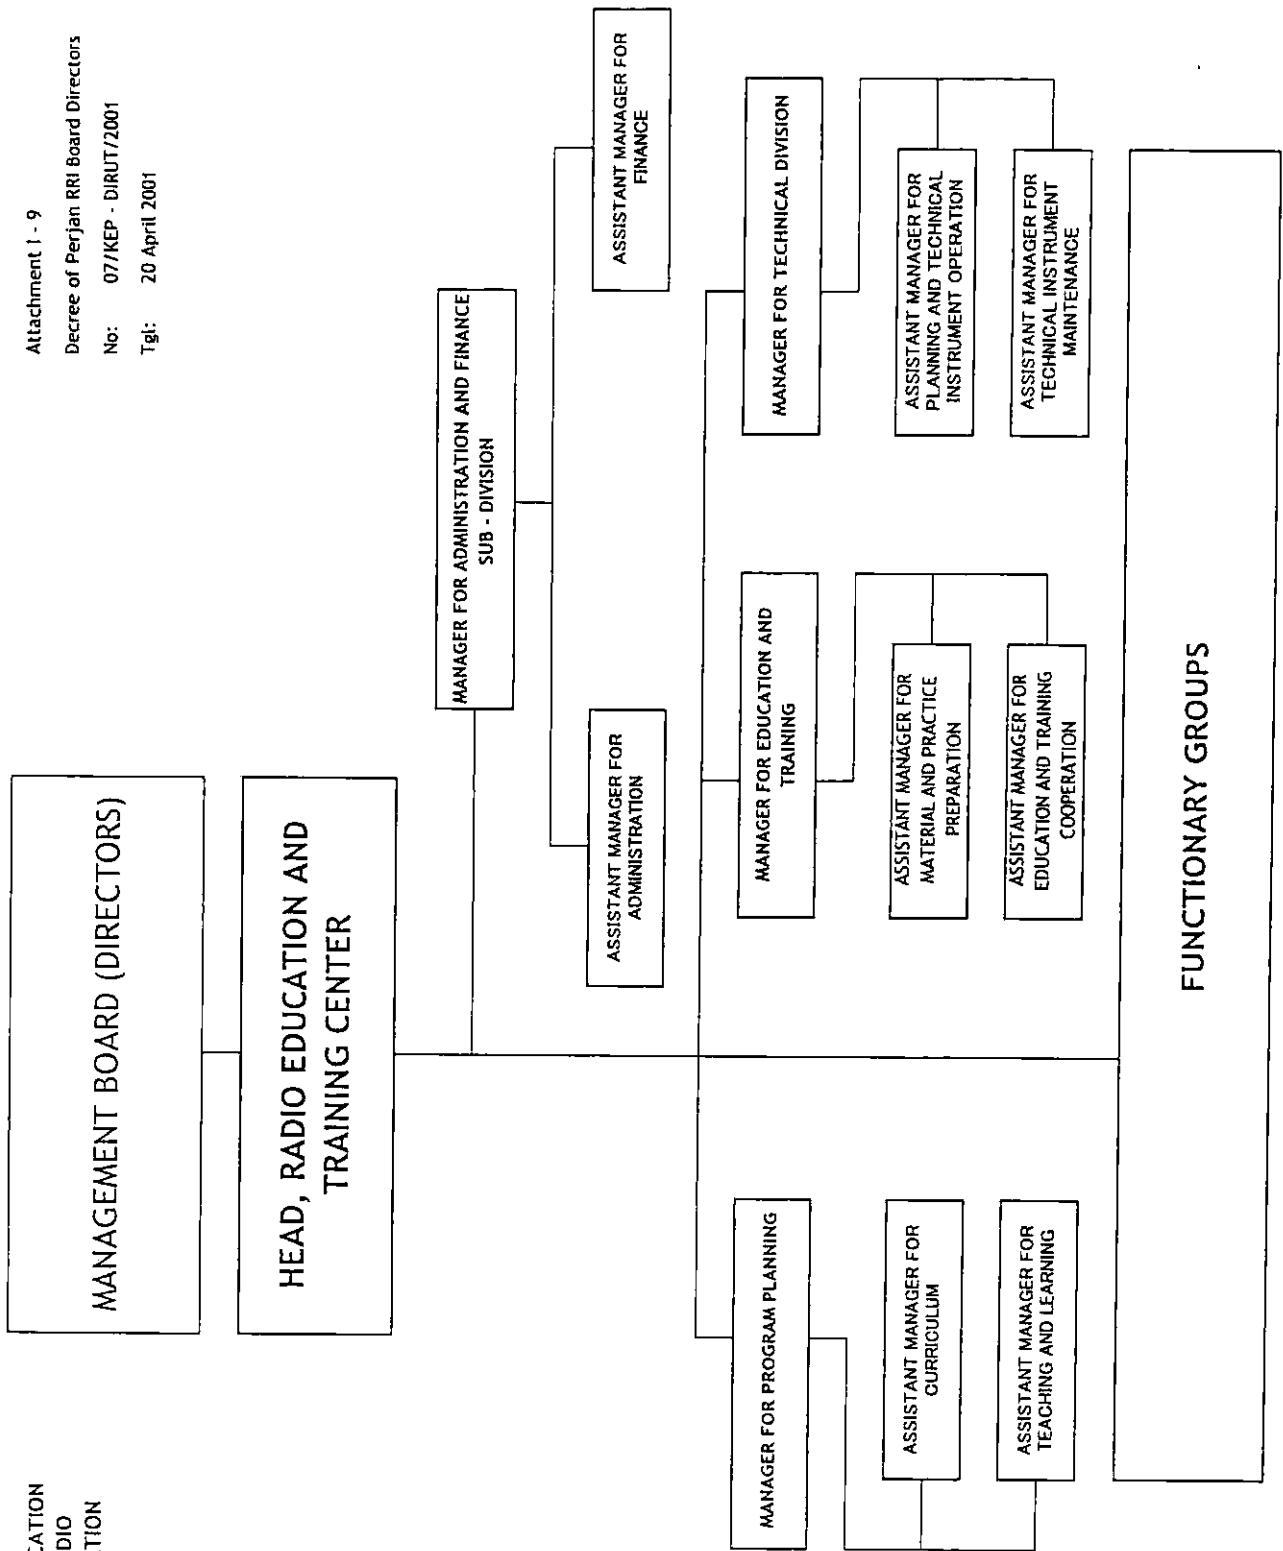 CATION
DIO
TION
Attachment I - 9
Decree of Perjan RRI Board Directors
No: 07/KEP - DIRUT/2001
Tgl: 20 April 2001
MANAGEMENT BOARD (DIRECTORS)
HEAD, RADIO EDUCATION AND
TRAINING CENTER
MANAGER FOR ADMINISTRATION AND FINANCE
SUB - DIVISION
ASSISTANT MANAGER FOR
ADMINISTRATION
ASSISTANT MANAGER FOR
FINANCE
MANAGER FOR PROGRAM PLANNING
MANAGER FOR EDUCATION AND
TRAINING
MANAGER FOR TECHNICAL DIVISION
ASSISTANT MANAGER FOR
CURRICULUM
ASSISTANT MANAGER FOR
MATERIAL AND PRACTICE
PREPARATION
ASSISTANT MANAGER FOR
PLANNING AND TECHNICAL
INSTRUMENT OPERATION
ASSISTANT MANAGER FOR
TEACHING AND LEARNING
ASSISTANT MANAGER FOR
EDUCATION AND TRAINING
COOPERATION
ASSISTANT MANAGER FOR
TECHNICAL INSTRUMENT
MAINTENANCE
FUNCTIONARY GROUPS